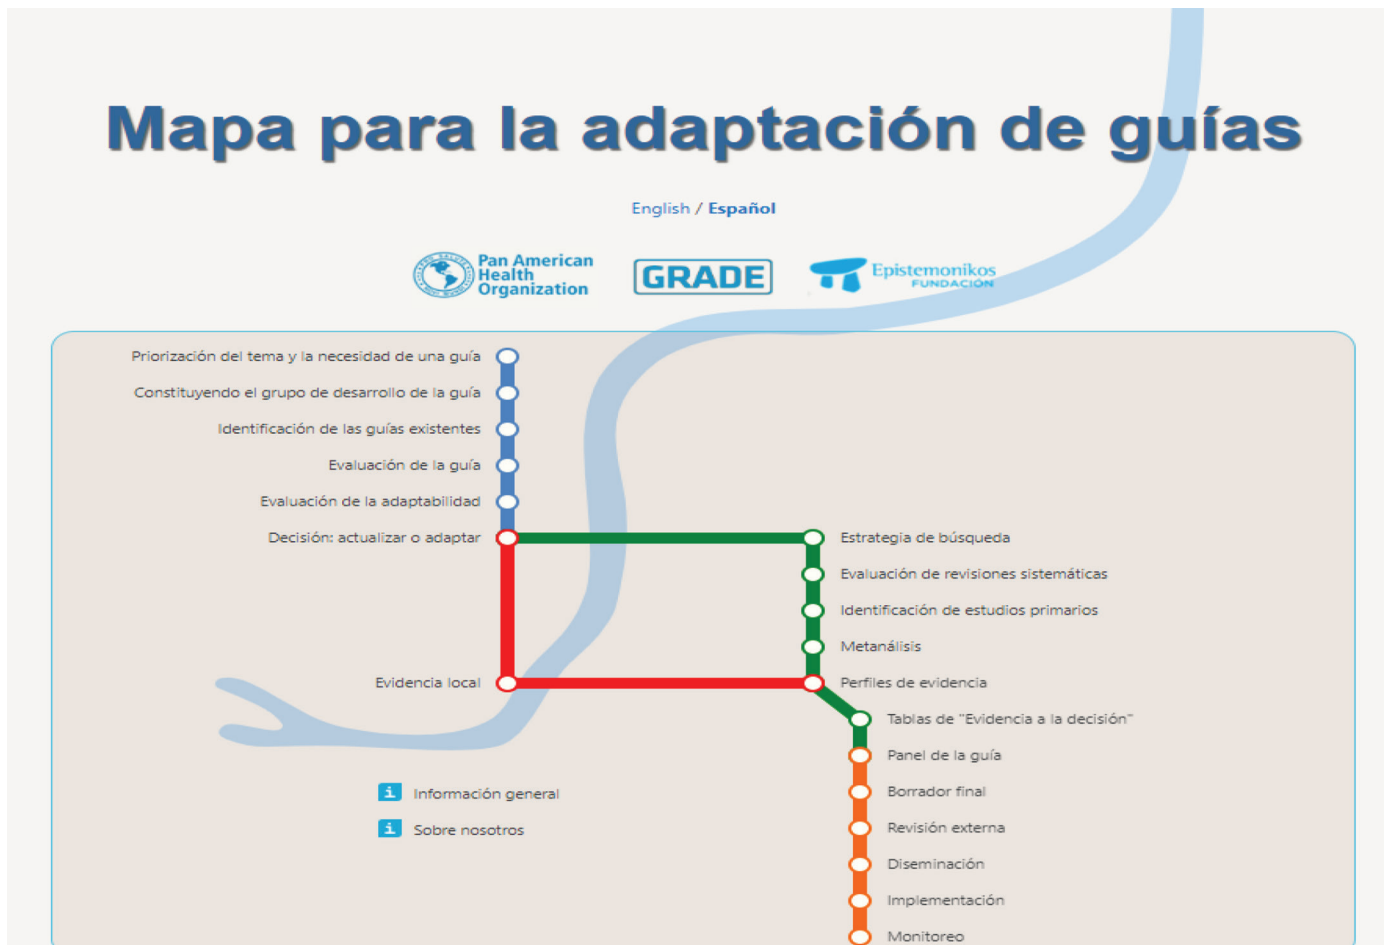 Mapa para la adaptación de guías
English / Español
Pan American
Health
Organization
GRADE
Epistemonikos
FUNDACIÓN
Priorización del tema y la necesidad de una guía
Constituyendo el grupo de desarrollo de la guía
Identificación de las guías existentes
Evaluación de la guía
Evaluación de la adaptabilidad
Decisión: actualizar o adaptar
Estrategia de búsqueda
Evaluación de revisiones sistemáticas
Identificación de estudios primarios
Metanálisis
Evidencia local
Perfiles de evidencia
Tablas de "Evidencia a la decisión"
Panel de la guía
i Información general
Borrador final
i Sobre nosotros
Revisión externa
Diseminación
Implementación
Monitoreo